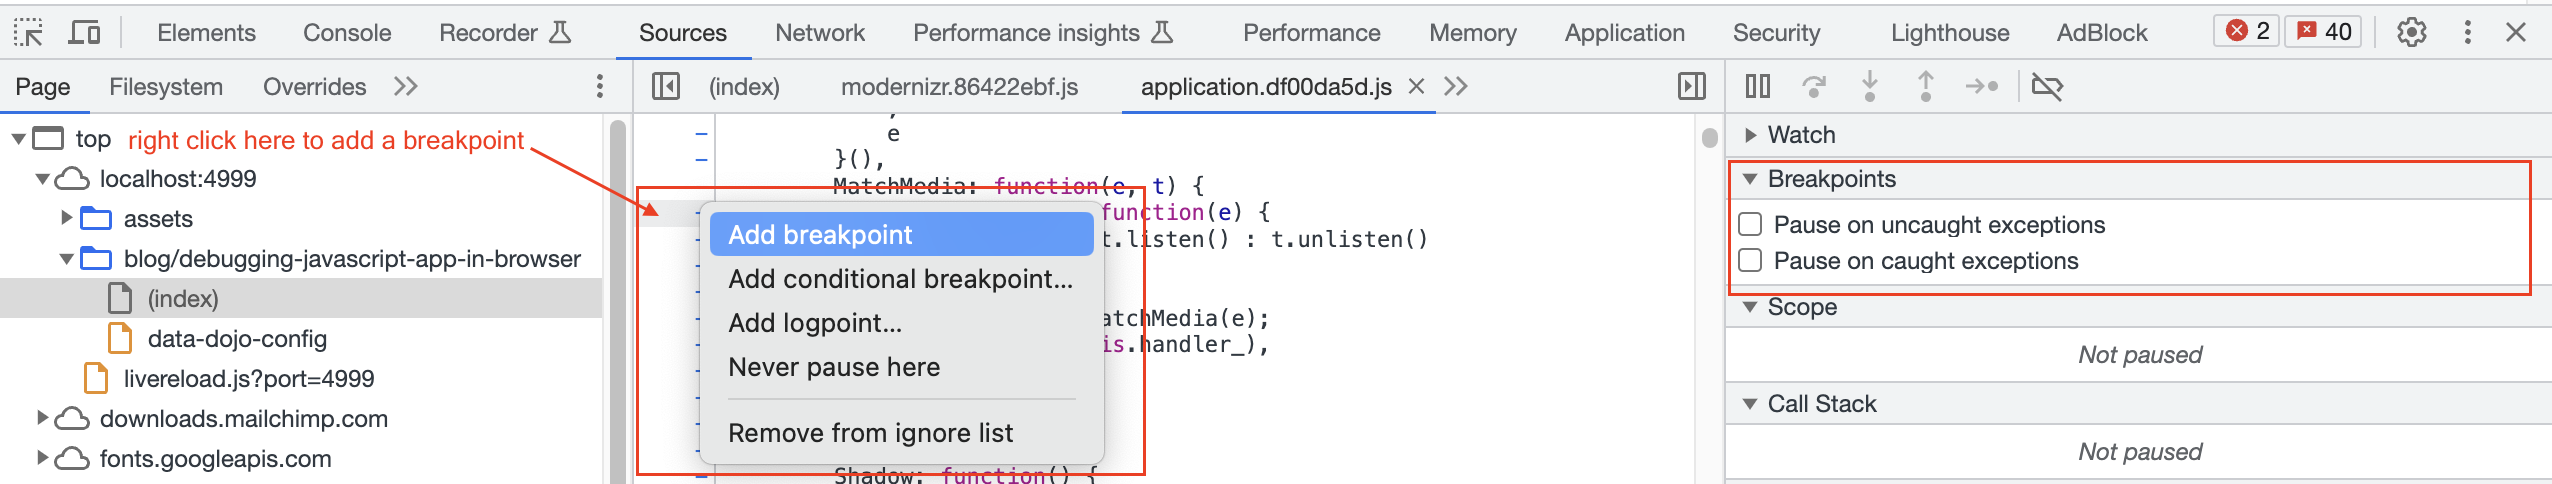 Elements Console Recorder Sources Network Performance insights Performance Memory Application Security Lighthouse AdBlock 2 40
Page Filesystem Overrides
(index) modernizr.86422ebf.js application.df00da5d.js
top
right click here to add a breakpoint
localhost:4999
assets
blog/debugging-javascript-app-in-browser
(index)
data-dojo-config
livereload.js?port=4999
downloads.mailchimp.com
fonts.googleapis.com
e
}(),
MatchMedia: function(e, t) {
function(e) {
t.listen() : t.unlisten()
atchMedia(e);
is.handler_),
Shadow: function() {
Add breakpoint
Add conditional breakpoint...
Add logpoint...
Never pause here
Remove from ignore list
Watch
Breakpoints
Pause on uncaught exceptions
Pause on caught exceptions
Scope
Not paused
Call Stack
Not paused